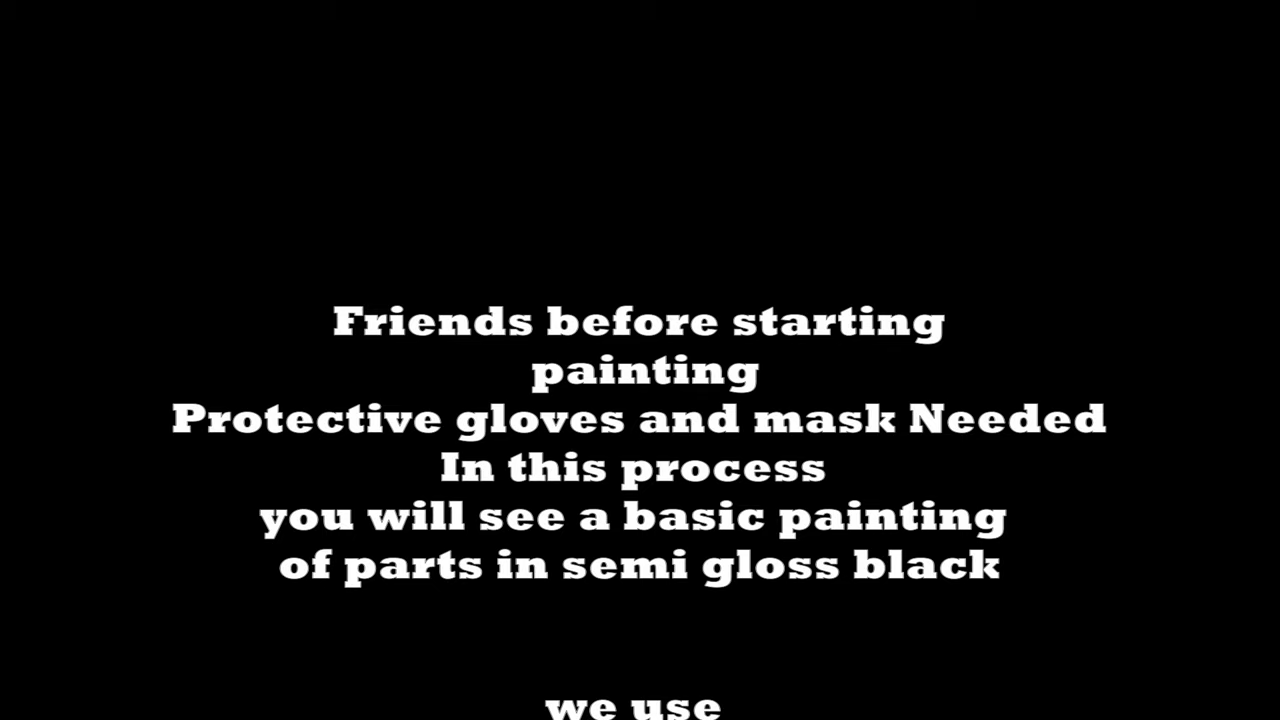 Friends before starting
painting
Protective gloves and mask Needed
In this process
you will see a basic painting
of parts in semi gloss black
we use